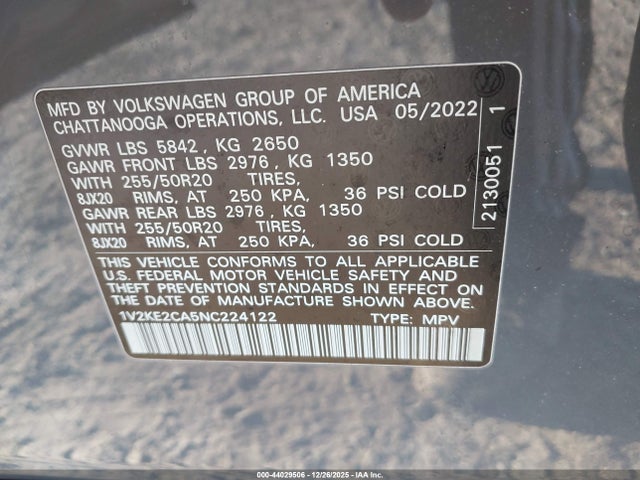 MFD BY VOLKSWAGEN GROUP OF AMERICA
CHATTANOOGA OPERATIONS, LLC. USA 05/2022
GVWR LBS 5842 , KG 2650
GAWR FRONT LBS 2976 , KG 1350
WITH 255/50R20 TIRES,
8JX20 RIMS, AT 250 KPA, 36 PSI COLD
GAWR REAR LBS 2976 , KG 1350
WITH 255/50R20 TIRES,
8JX20 RIMS, AT 250 KPA, 36 PSI COLD
THIS VEHICLE CONFORMS TO ALL APPLICABLE
U.S. FEDERAL MOTOR VEHICLE SAFETY AND
THEFT PREVENTION STANDARDS IN EFFECT ON THE
DATE OF MANUFACTURE SHOWN ABOVE.
1V2KE2CA5NC224122 TYPE: MPV
2130051 1
000-44029506 - 12/26/2025 - IAA Inc.